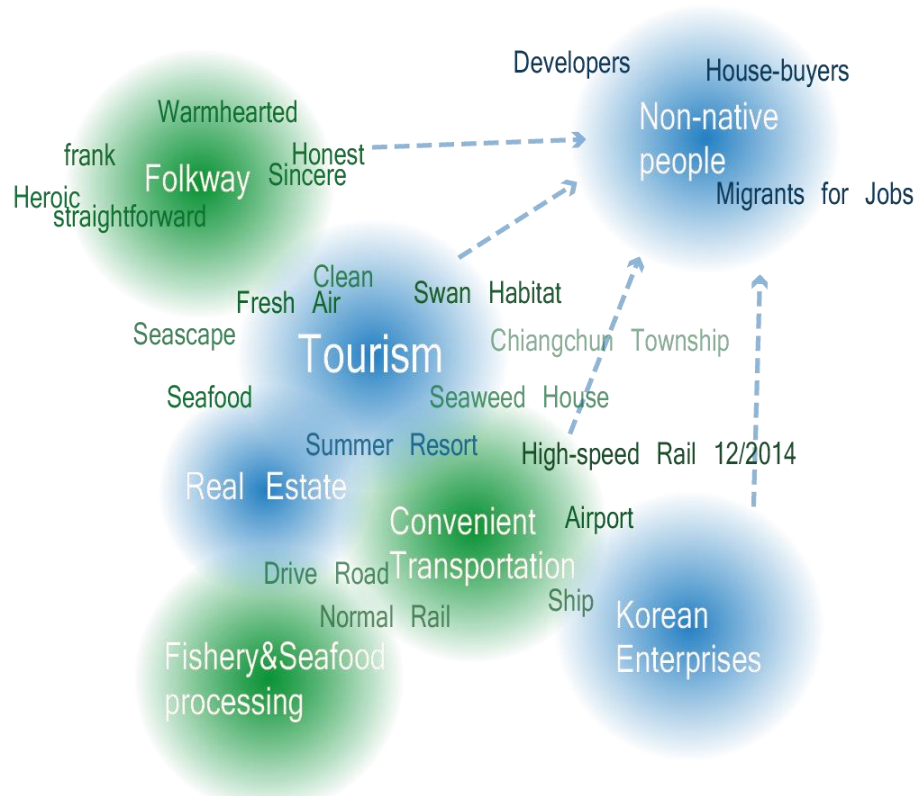 Developers
House-buyers
Non-native
people
Migrants for Jobs
Warmhearted
frank
Honest
Folkway
Sincere
Heroic
straightforward
Clean
Fresh Air
Swan Habitat
Seascape
Tourism
Chiangchun Township
Seafood
Seaweed House
Summer Resort
High-speed Rail 12/2014
Real Estate
Convenient
Transportation
Airport
Drive Road
Normal Rail
Ship
Korean
Enterprises
Fishery&Seafood
processing